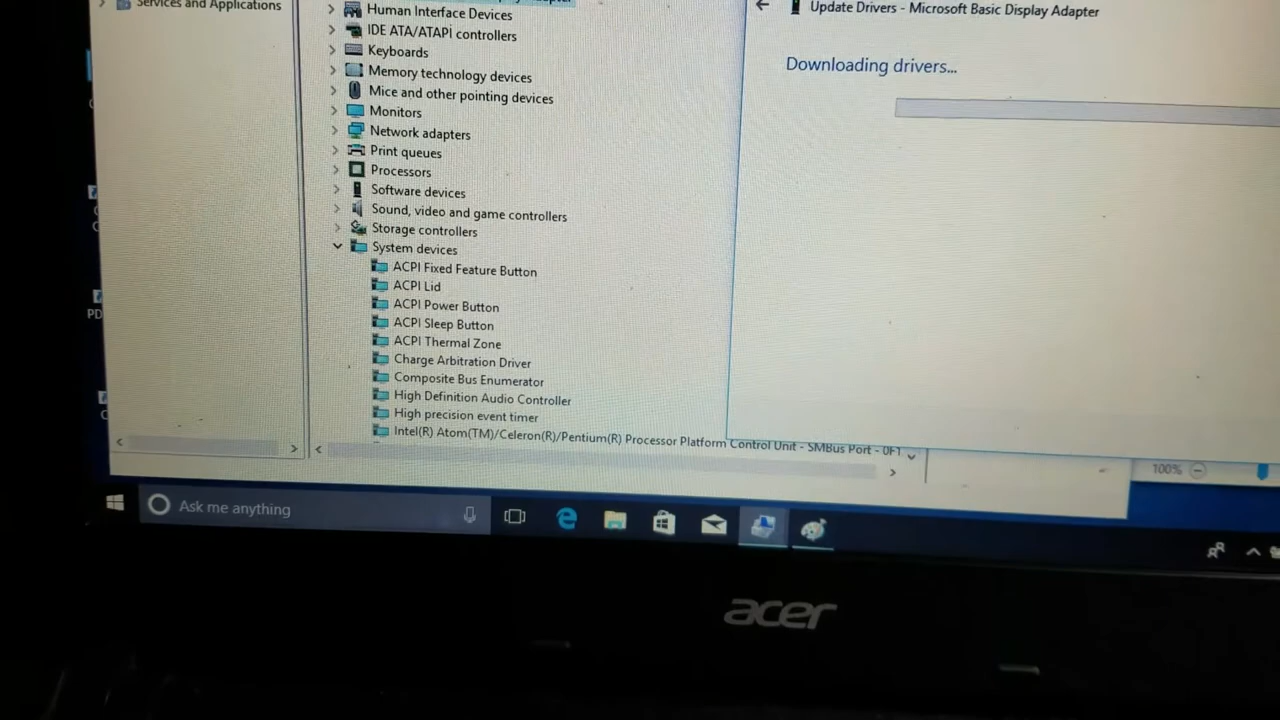 Services and Applications
Human Interface Devices
IDE ATA/ATAPI controllers
Keyboards
Memory technology devices
Mice and other pointing devices
Monitors
Network adapters
Print queues
Processors
Software devices
Sound, video and game controllers
Storage controllers
System devices
ACPI Fixed Feature Button
ACPI Lid
ACPI Power Button
ACPI Sleep Button
ACPI Thermal Zone
Charge Arbitration Driver
Composite Bus Enumerator
High Definition Audio Controller
High precision event timer
Intel(R) Atom(TM)/Celeron(R)/Pentium(R) Processor Platform Control Unit - SMBus Port - 0F1
Update Drivers - Microsoft Basic Display Adapter
Downloading drivers...
100%
PD
Ask me anything
acer